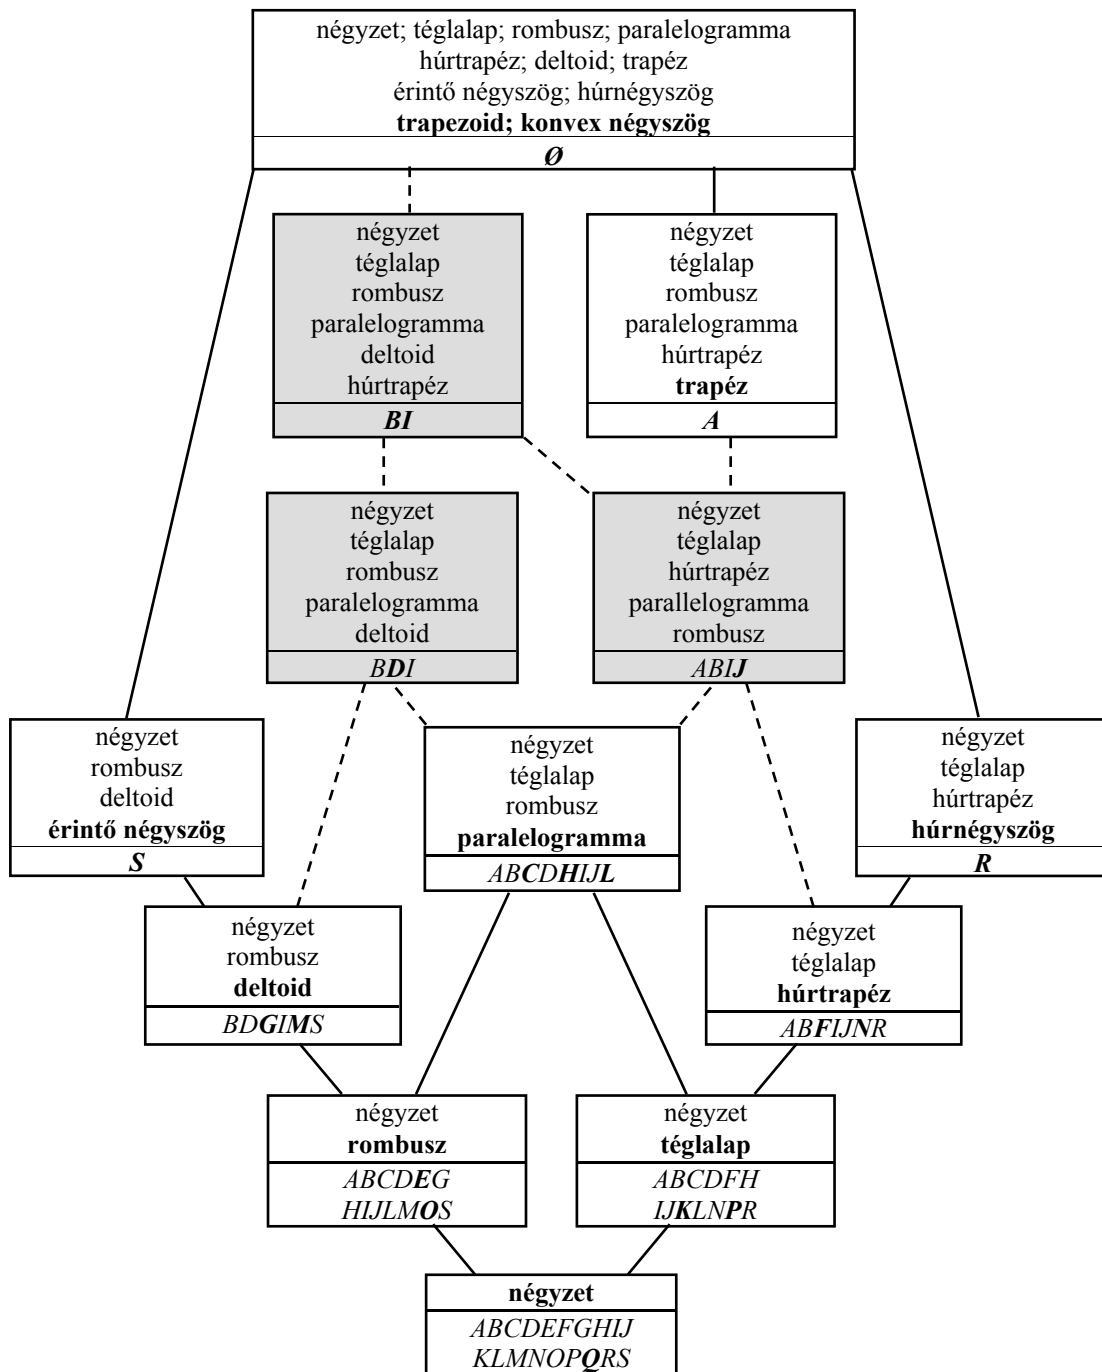 négyzet; téglalap; rombusz; paralelogramma
húrtrapéz; deltoid; trapéz
érintő négyszög; húrnégyszög
trapezoid; konvex négyszög
Ø
négyzet
téglalap
rombusz
paralelogramma
deltoid
húrtrapéz
BI
négyzet
téglalap
rombusz
paralelogramma
húrtrapéz
trapéz
A
négyzet
téglalap
rombusz
paralelogramma
deltoid
BDI
négyzet
téglalap
húrtrapéz
parallelogramma
rombusz
ABIJ
négyzet
rombusz
deltoid
érintő négyszög
S
négyzet
téglalap
rombusz
paralelogramma
ABCDHIJL
négyzet
téglalap
húrtrapéz
húrnégyszög
R
négyzet
rombusz
deltoid
BDGIMS
négyzet
téglalap
húrtrapéz
ABFIJNR
négyzet
rombusz
ABCDEG
HIJLMOS
négyzet
téglalap
ABCDFH
IJKLNPR
négyzet
ABCDEFGHIJ
KLMNOPQRS